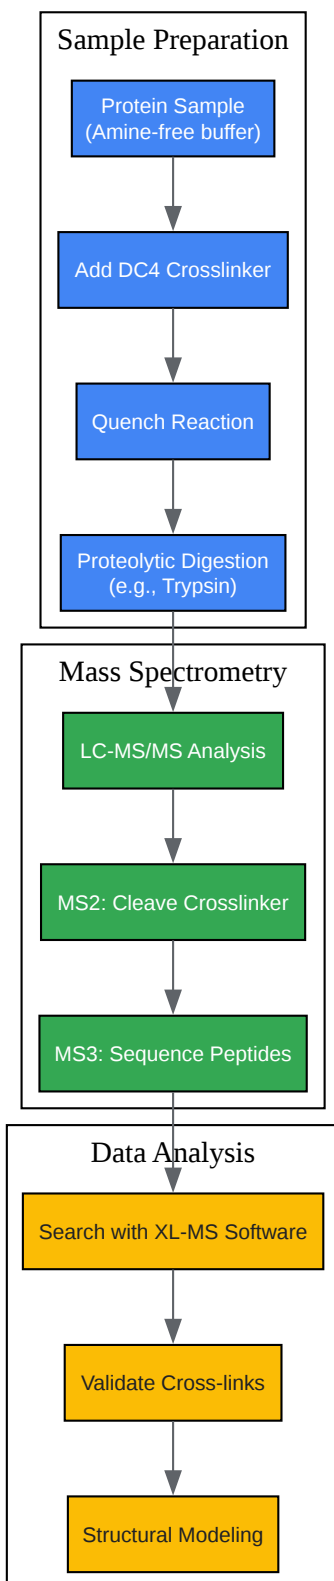 Sample Preparation
Protein Sample
(Amine-free buffer)
Add DC4 Crosslinker
Quench Reaction
Proteolytic Digestion
(e.g., Trypsin)
Mass Spectrometry
LC-MS/MS Analysis
MS2: Cleave Crosslinker
MS3: Sequence Peptides
Data Analysis
Search with XL-MS Software
Validate Cross-links
Structural Modeling